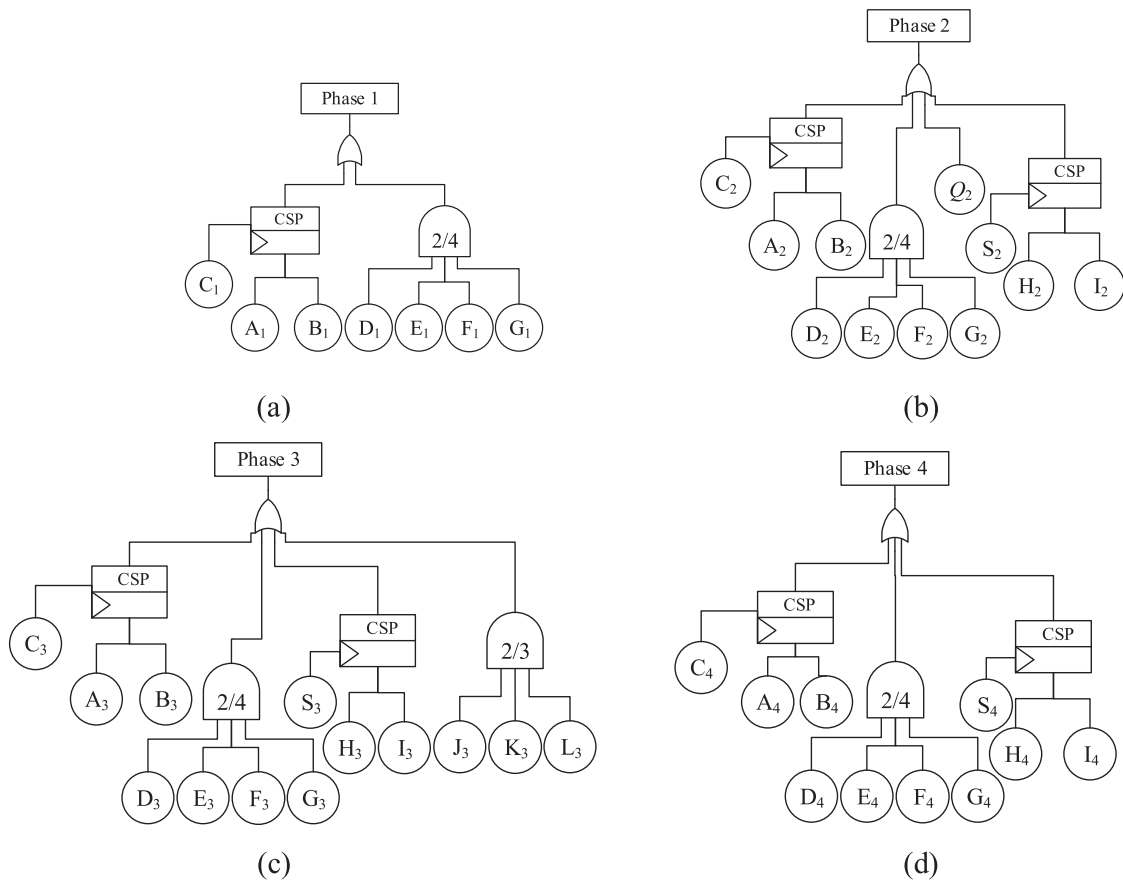 Phase 1
CSP
2/4
C₁
A₁ B₁ D₁ E₁ F₁ G₁
(a)
Phase 2
CSP
CSP
C₂
Q₂
2/4
A₂ B₂
S₂
H₂ I₂
D₂ E₂ F₂ G₂
(b)
Phase 3
CSP
CSP
C₃
2/3
A₃ B₃
2/4
S₃
H₃ I₃ J₃ K₃ L₃
D₃ E₃ F₃ G₃
(c)
Phase 4
CSP
CSP
C₄
A₄ B₄
2/4
S₄
H₄ I₄
D₄ E₄ F₄ G₄
(d)